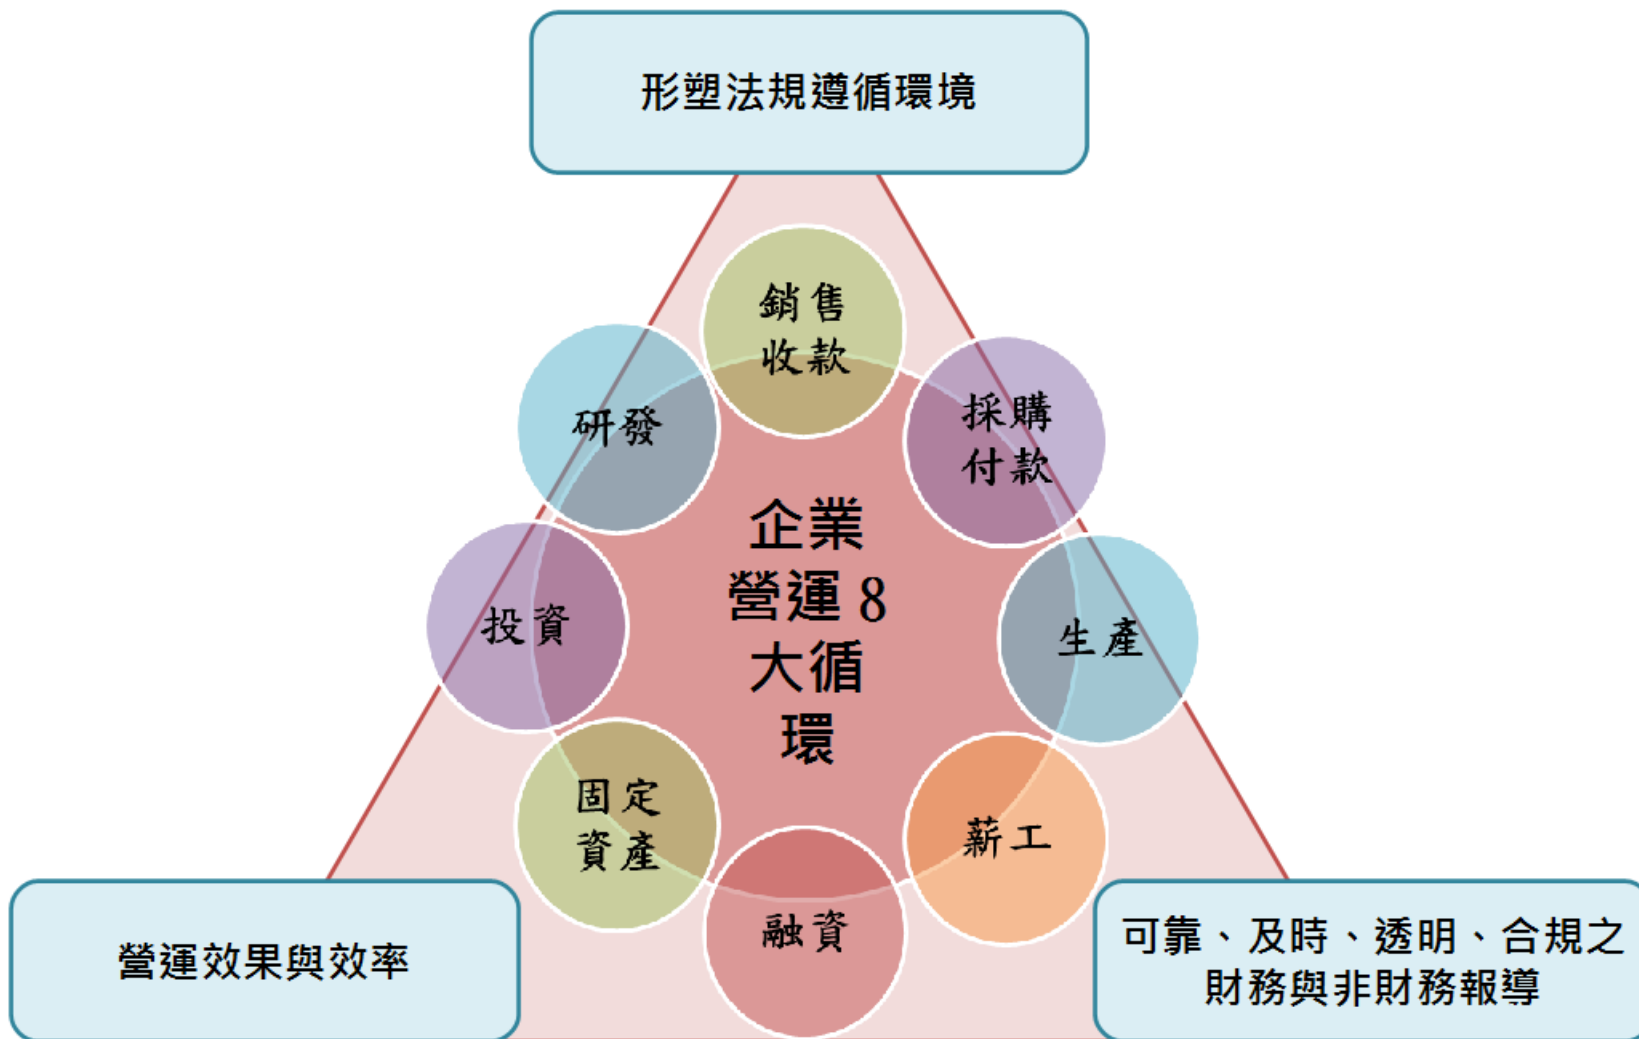 形塑法規遵循環境
銷售
收款
研發
採購
付款
企業
營運 8
大循
環
投資
生產
固定
資產
薪工
融資
營運效果與效率
可靠、及時、透明、合規之
財務與非財務報導